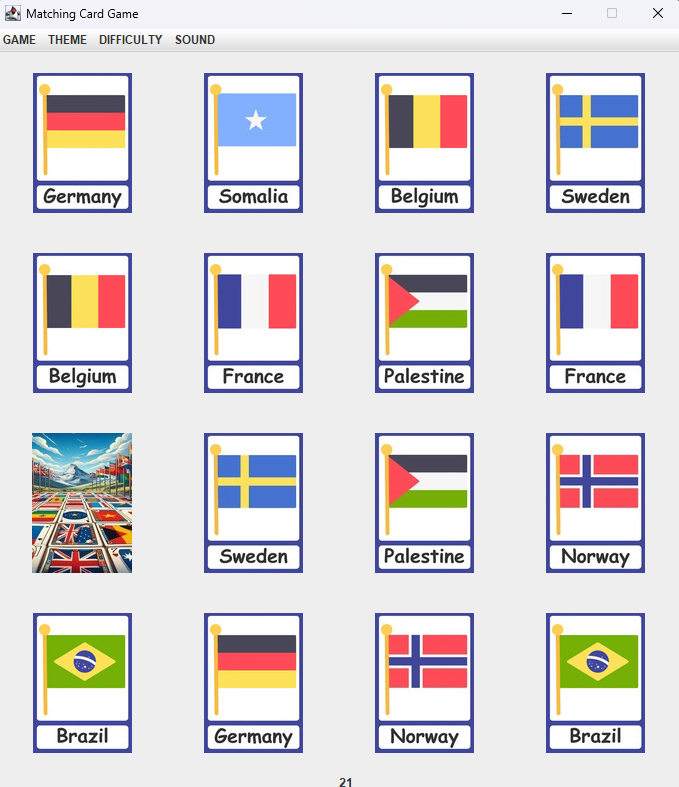 Matching Card Game
GAME THEME DIFFICULTY SOUND
Germany Somalia Belgium Sweden
Belgium France Palestine France
Sweden Palestine Norway
Brazil Germany Norway Brazil
21